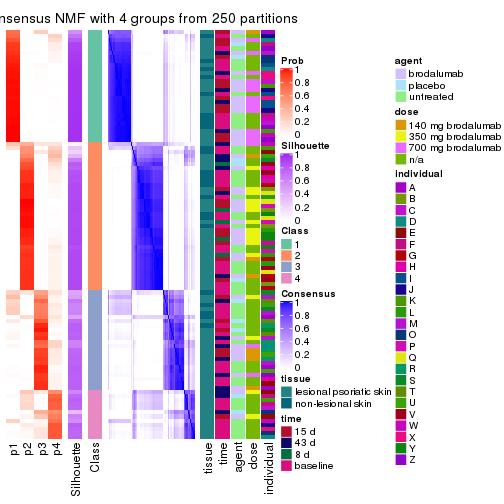 nsensus NMF with 4 groups from 250 partitions
p1
p2
p3
p4
Silhouette
Class
tissue
time
agent
dose
individual
Prob
1
0.8
0.6
0.4
0.2
0
Silhouette
1
0.8
0.6
0.4
0.2
0
Class
1
2
3
4
Consensus
1
0.8
0.6
0.4
0.2
0
tissue
lesional psoriatic skin
non-lesional skin
time
15 d
43 d
8 d
baseline
agent
brodalumab
placebo
untreated
dose
140 mg brodalumab
350 mg brodalumab
700 mg brodalumab
n/a
individual
A
B
C
D
E
F
G
H
I
J
K
L
M
O
P
Q
R
S
T
U
V
W
X
Y
Z